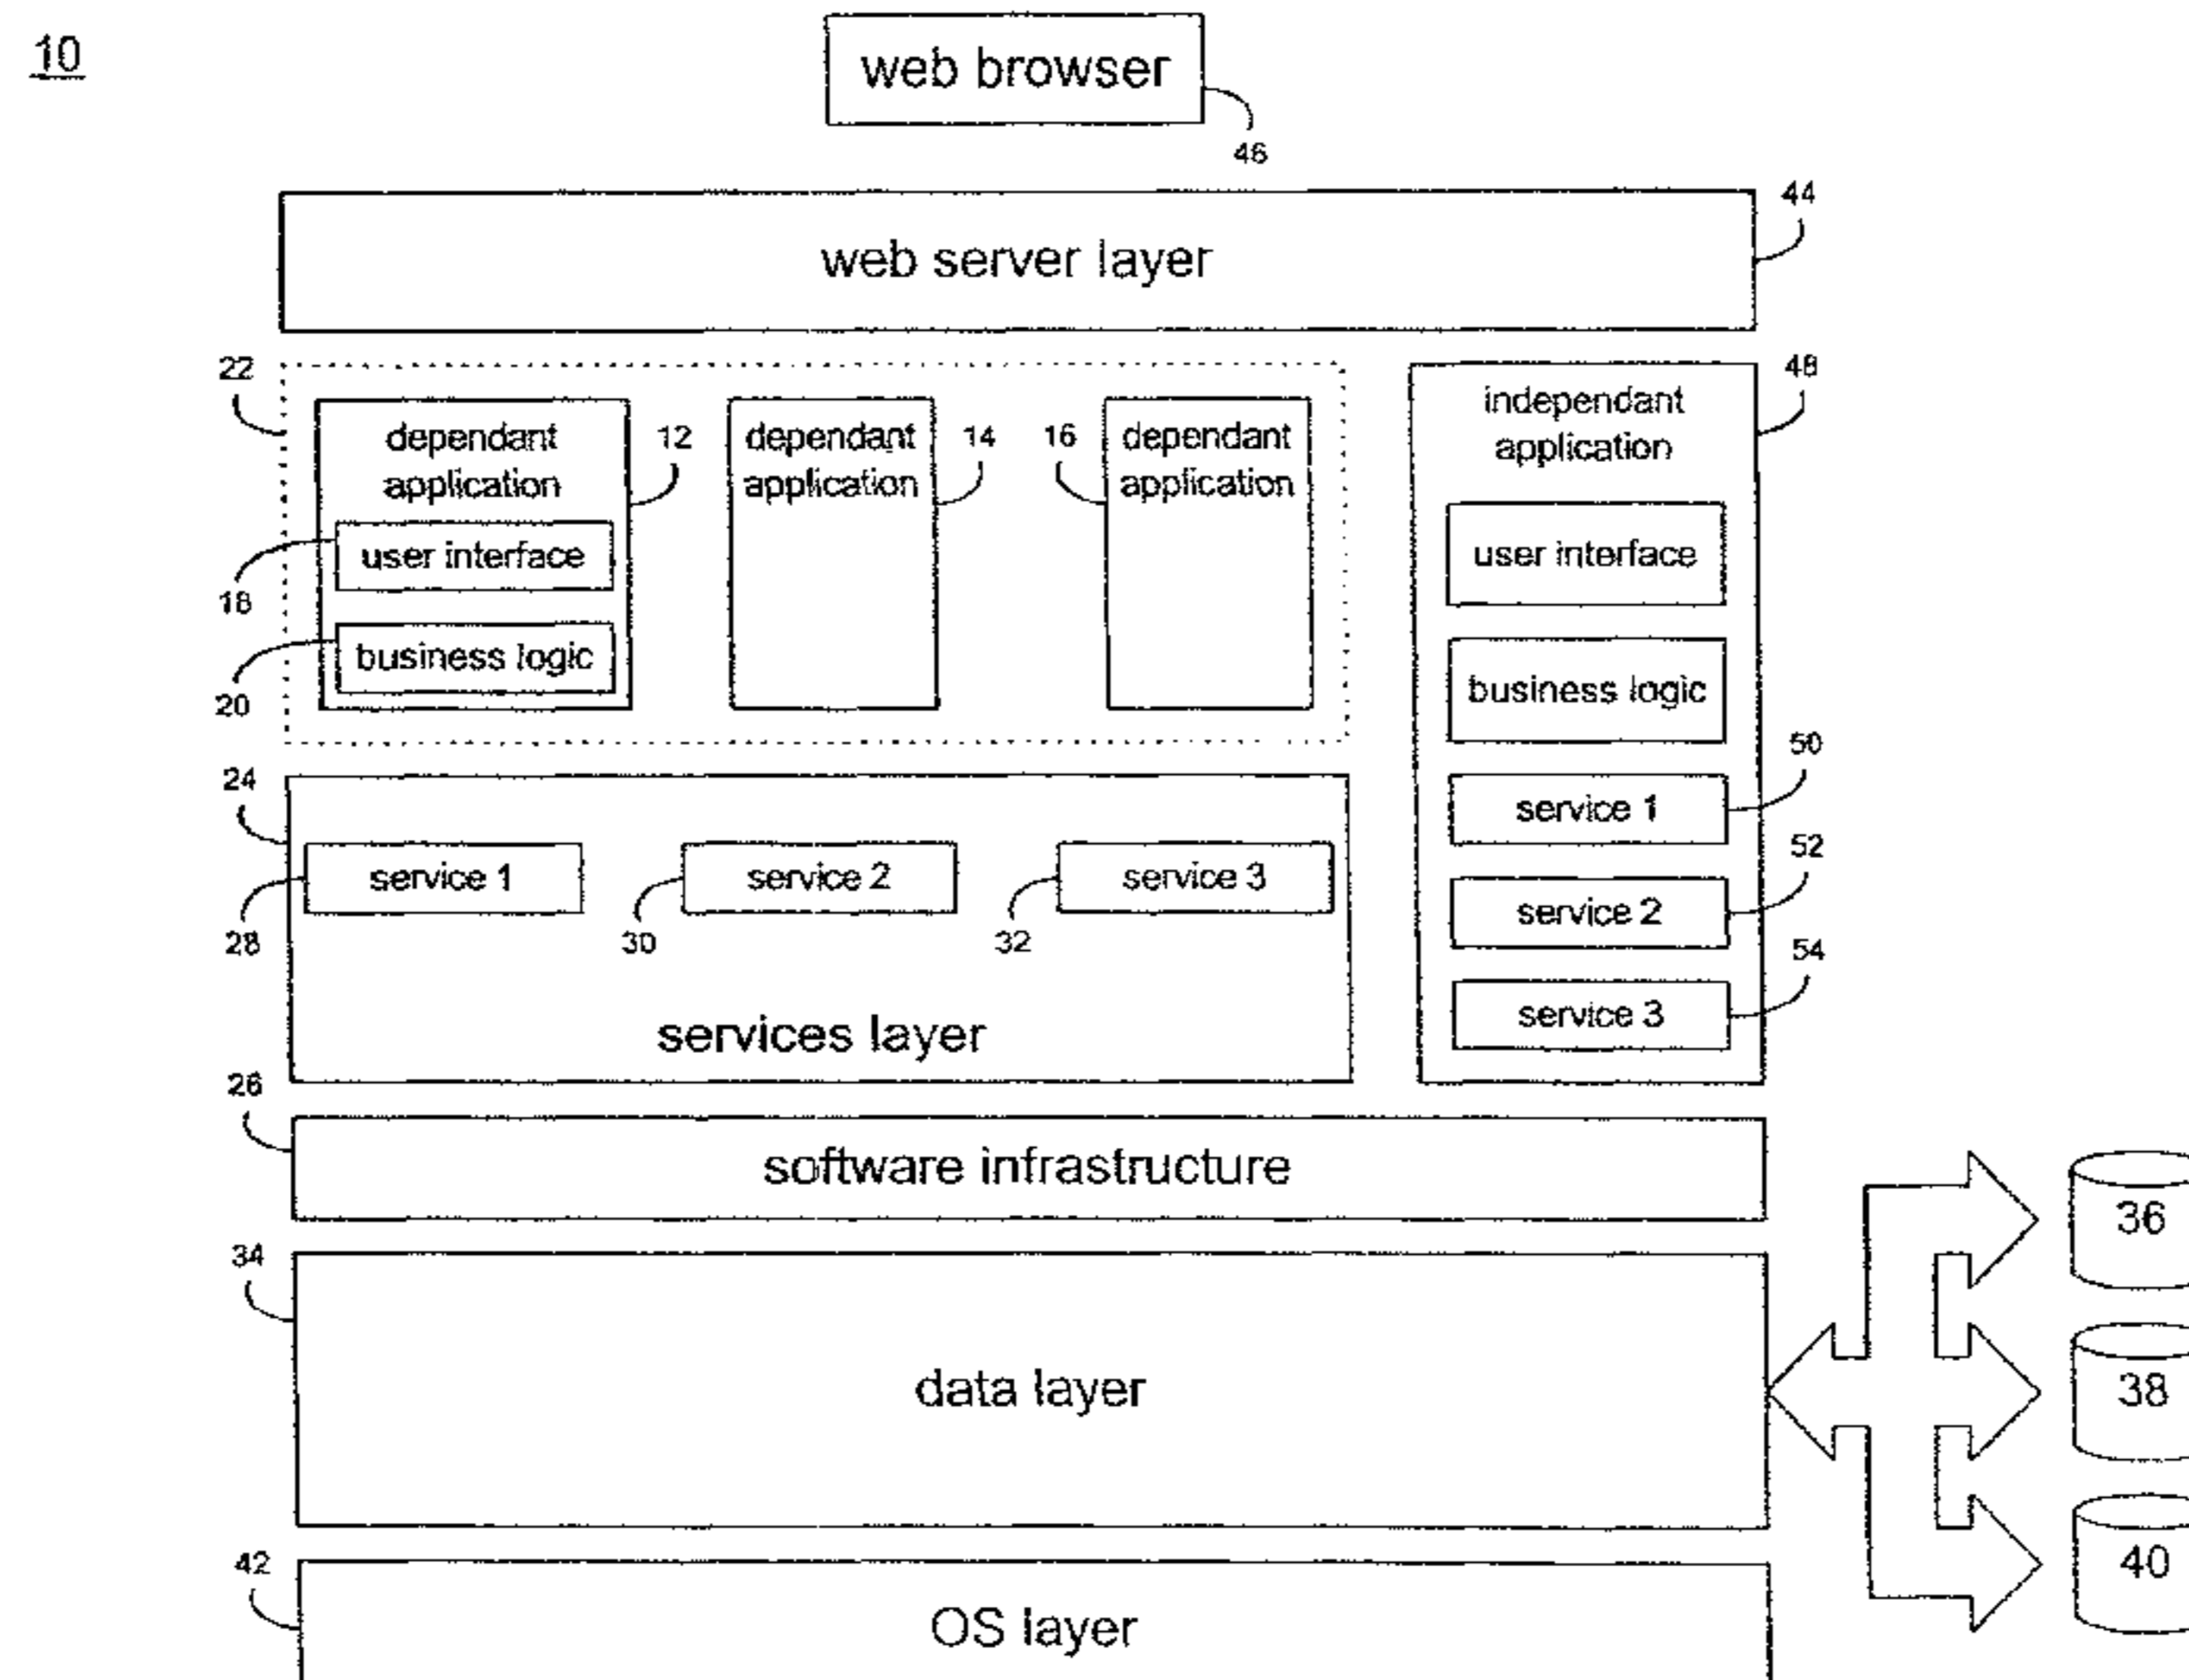 10
web browser
46
web server layer
44
22
48
dependant
application
12
dependant
application
14
16
dependant
application
independant
application
user interface
18
business logic
20
user interface
business logic
service 1
50
service 2
52
service 3
54
24
service 1
28
service 2
30
service 3
32
services layer
26
software infrastructure
34
data layer
36
38
40
42
OS layer